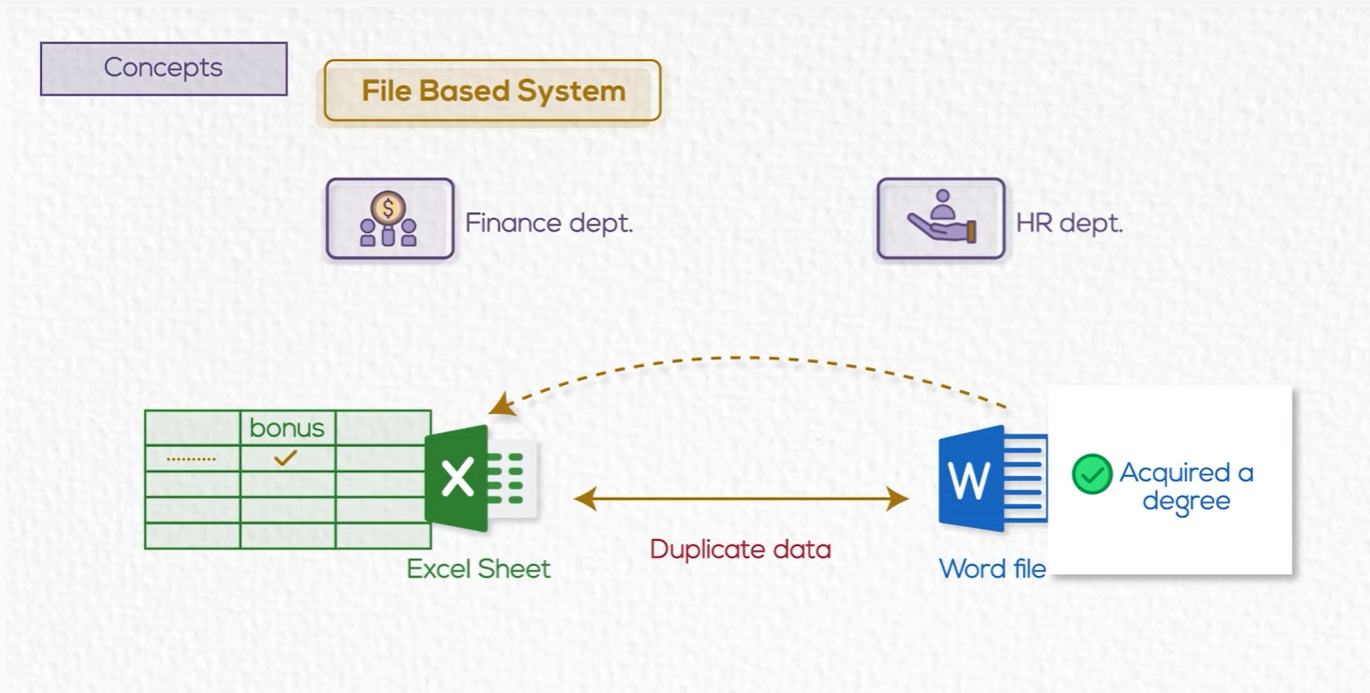 Concepts
File Based System
$
Finance dept.
HR dept.
bonus
X
W
Acquired a
degree
Duplicate data
Excel Sheet
Word file